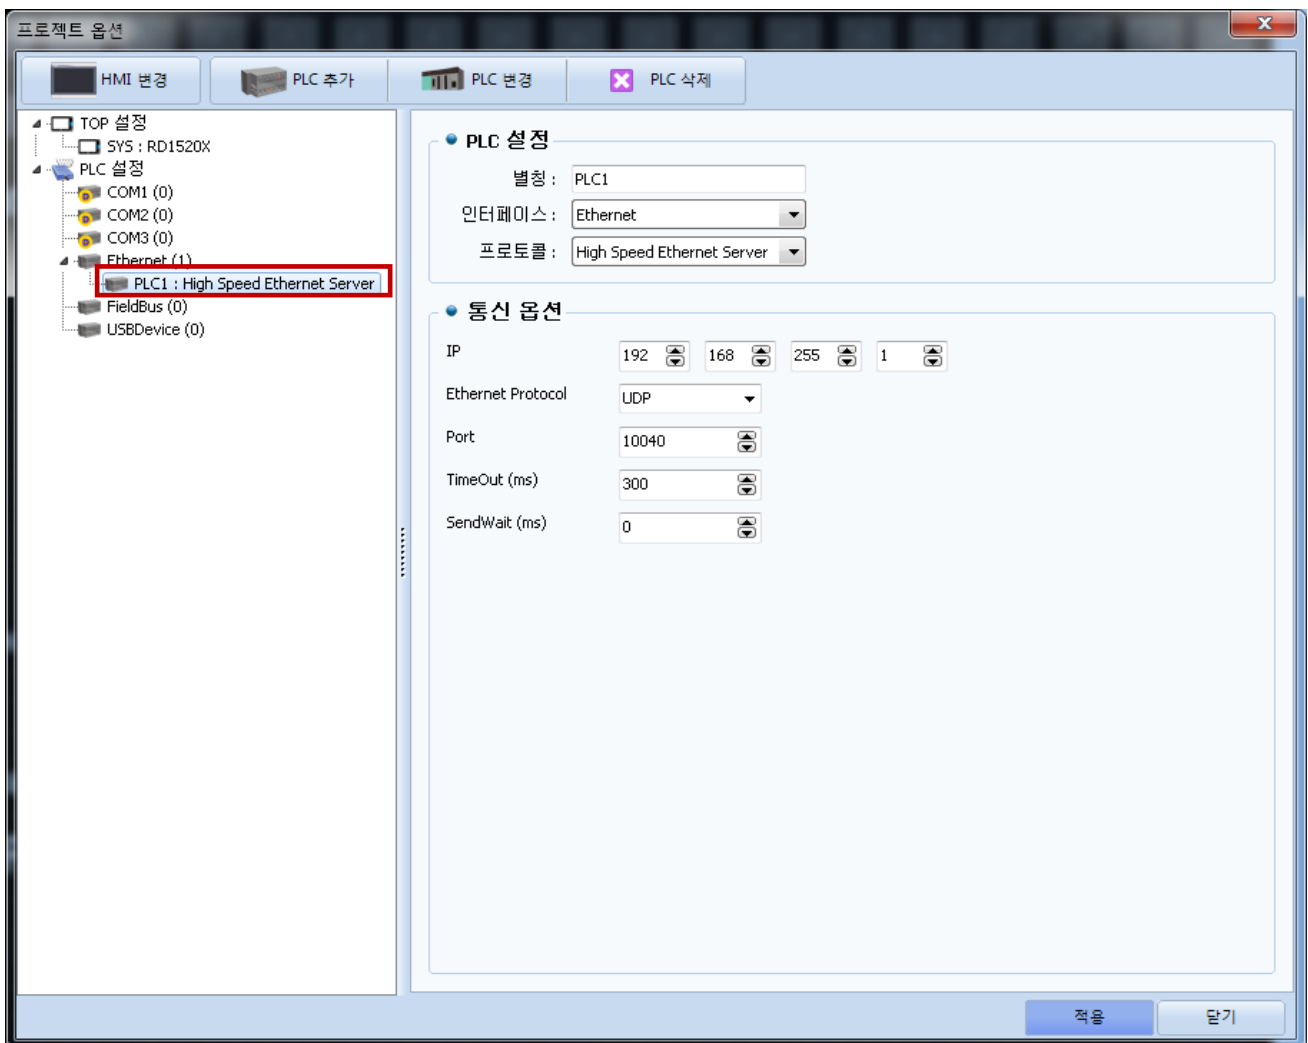 프로젝트 옵션
HMI 변경
PLC 추가
PLC 변경
PLC 삭제
TOP 설정
SYS : RD1520X
PLC 설정
COM1 (0)
COM2 (0)
COM3 (0)
Ethernet (1)
PLC1 : High Speed Ethernet Server
FieldBus (0)
USBDevice (0)
PLC 설정
별칭 : PLC1
인터페이스 : Ethernet
프로토콜 : High Speed Ethernet Server
통신 옵션
IP 192 168 255 1
Ethernet Protocol UDP
Port 10040
TimeOut (ms) 300
SendWait (ms) 0
적용
닫기